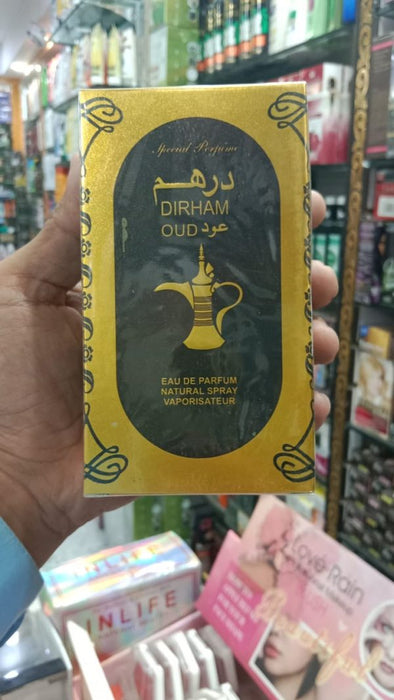 Special Perfume
درهم
DIRHAM
OUD عود
EAU DE PARFUM
NATURAL SPRAY
VAPORISATEUR
INLIFE
Love Rain